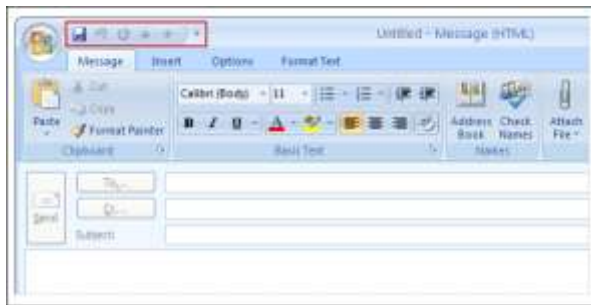 Untitled - Message (HTML)
Message Insert Options Format Text
Cut
Copy
Format Painter
Paste
Clipboard
Calibri (Body) 11
B I U A
Basic Text
Address Book
Check Names
Names
Attach File
Send
To...
Cc...
Subject: